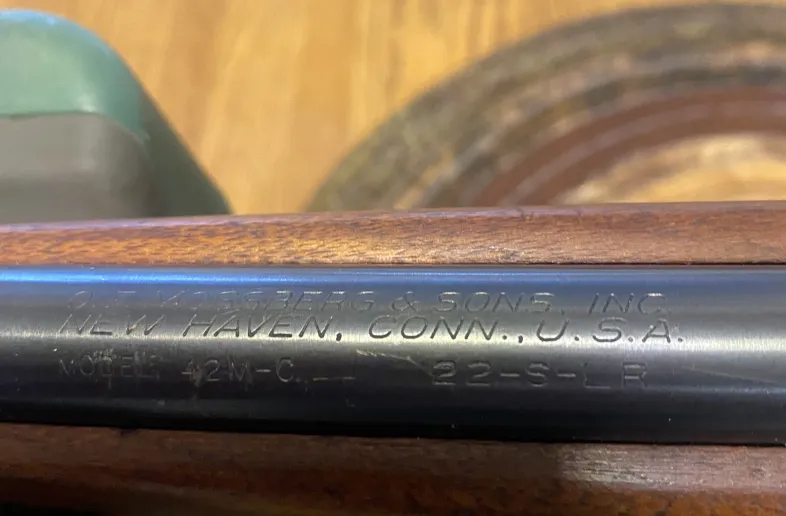 O.F. MOSSBERG & SONS, INC.
NEW HAVEN, CONN., U.S.A.
MODEL 42M-C 22-S-LR